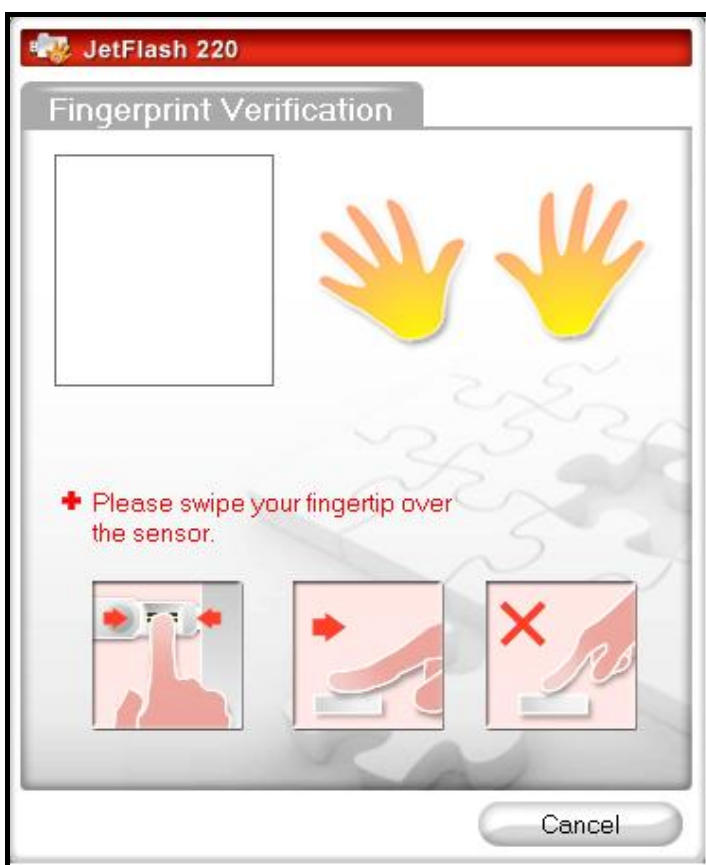 JetFlash 220
Fingerprint Verification
Please swipe your fingertip over
the sensor.
Cancel